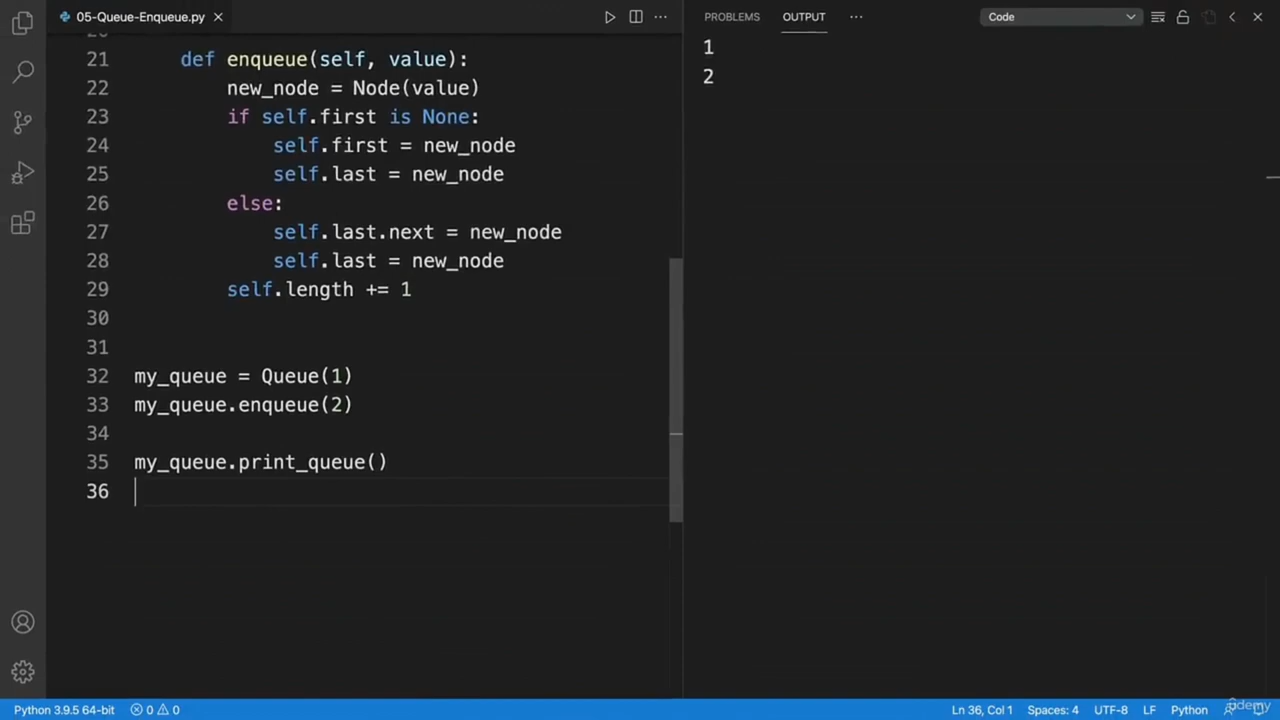 05-Queue-Enqueue.py
PROBLEMS OUTPUT Code
20
21 def enqueue(self, value):
22 new_node = Node(value)
23 if self.first is None:
24 self.first = new_node
25 self.last = new_node
26 else:
27 self.last.next = new_node
28 self.last = new_node
29 self.length += 1
30
31
32 my_queue = Queue(1)
33 my_queue.enqueue(2)
34
35 my_queue.print_queue()
36
1
2
Python 3.9.5 64-bit 0 0 Ln 36, Col 1 Spaces: 4 UTF-8 LF Python
udemy